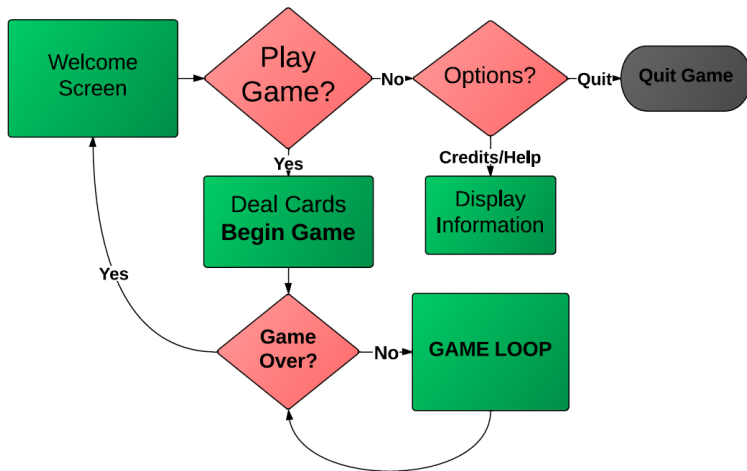 Welcome
Screen
Play
Game?
No
Options?
Quit
Quit Game
Yes
Credits/Help
Deal Cards
Begin Game
Display
Information
Yes
Game
Over?
No
GAME LOOP